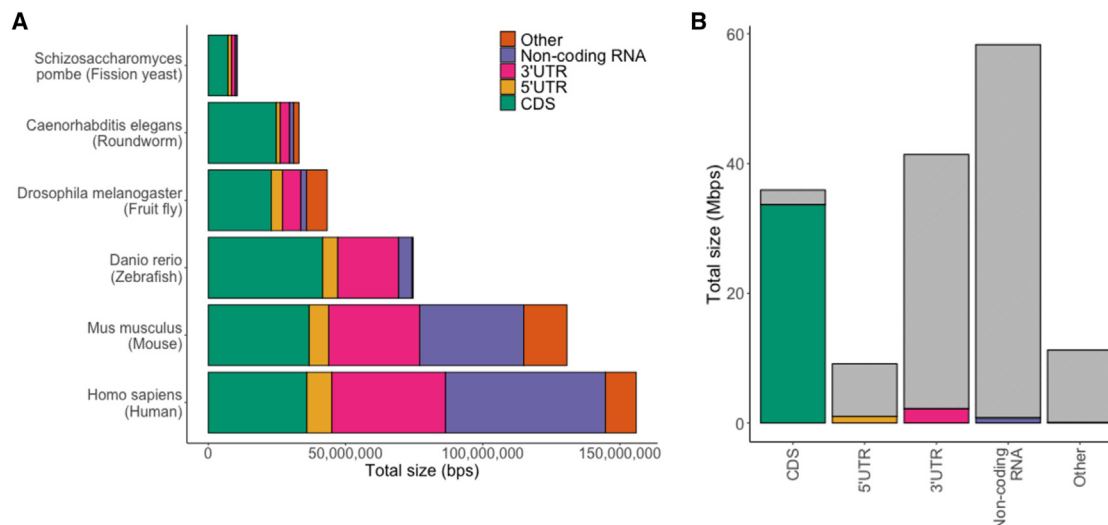 A
Schizosaccharomyces
pombe (Fission yeast)
Caenorhabditis elegans
(Roundworm)
Drosophila melanogaster
(Fruit fly)
Danio rerio
(Zebrafish)
Mus musculus
(Mouse)
Homo sapiens
(Human)
Other
Non-coding RNA
3'UTR
5'UTR
CDS
0
50,000,000
100,000,000
150,000,000
Total size (bps)
B
Total size (Mbps)
60
40
20
0
CDS
5'UTR
3'UTR
Non-coding
RNA
Other